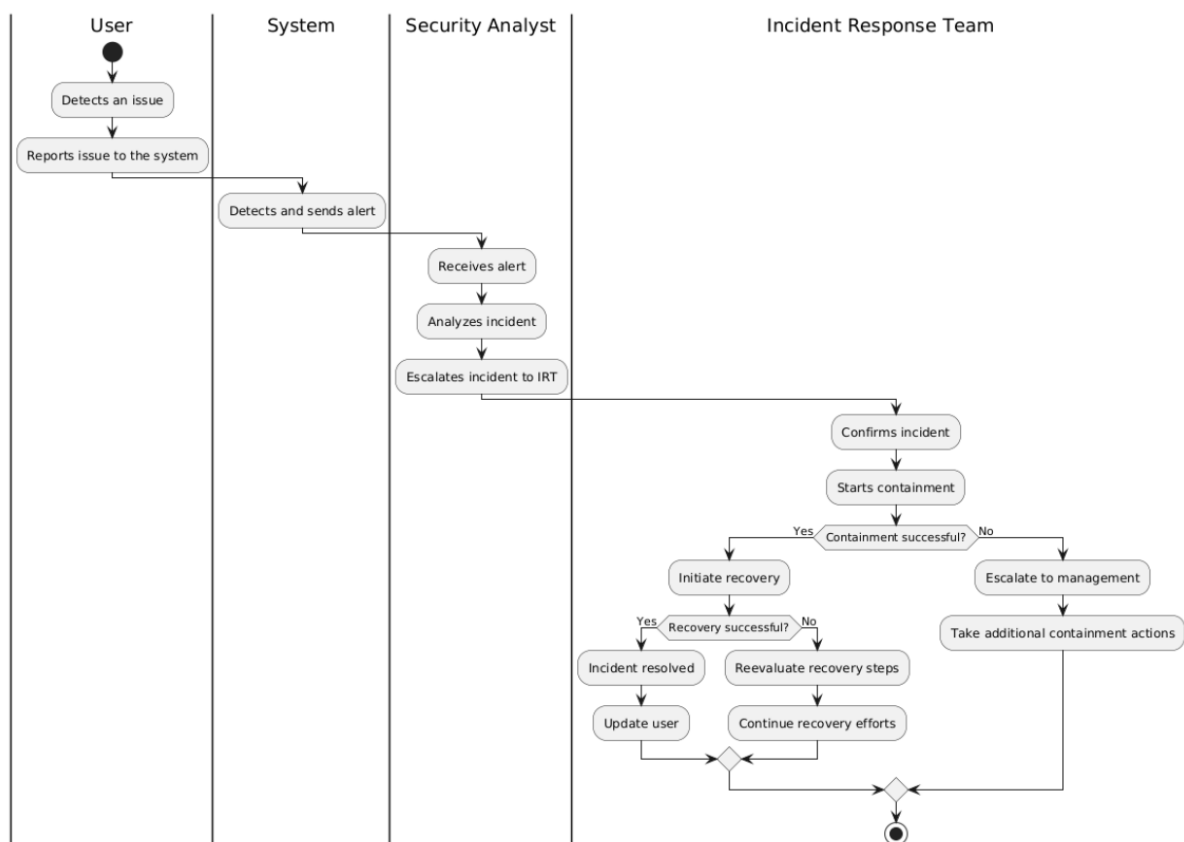 User
System
Security Analyst
Incident Response Team
Detects an issue
Reports issue to the system
Detects and sends alert
Receives alert
Analyzes incident
Escalates incident to IRT
Confirms incident
Starts containment
Yes
Containment successful?
No
Initiate recovery
Escalate to management
Yes
Recovery successful?
No
Take additional containment actions
Incident resolved
Reevaluate recovery steps
Update user
Continue recovery efforts